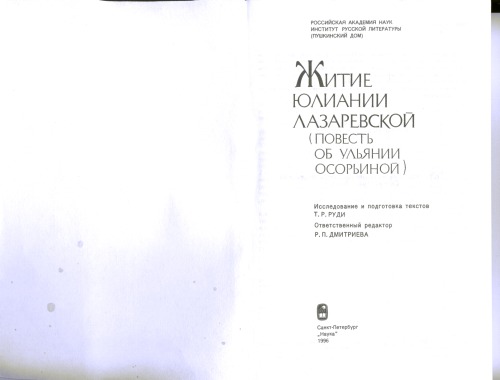 РОССИЙСКАЯ АКАДЕМИЯ НАУК
ИНСТИТУТ РУССКОЙ ЛИТЕРАТУРЫ
(ПУШКИНСКИЙ ДОМ)
ЖИТИЕ
ЮЛИАНИИ
ЛАЗАРЕВСКОЙ
(ПОВЕСТЬ
ОБ УЛЬЯНИИ
ОСОРЬИНОЙ)
Исследование и подготовка текстов
Т. Р. РУДИ
Ответственный редактор
Р. П. ДМИТРИЕВА
Санкт-Петербург
„Наука"
1996